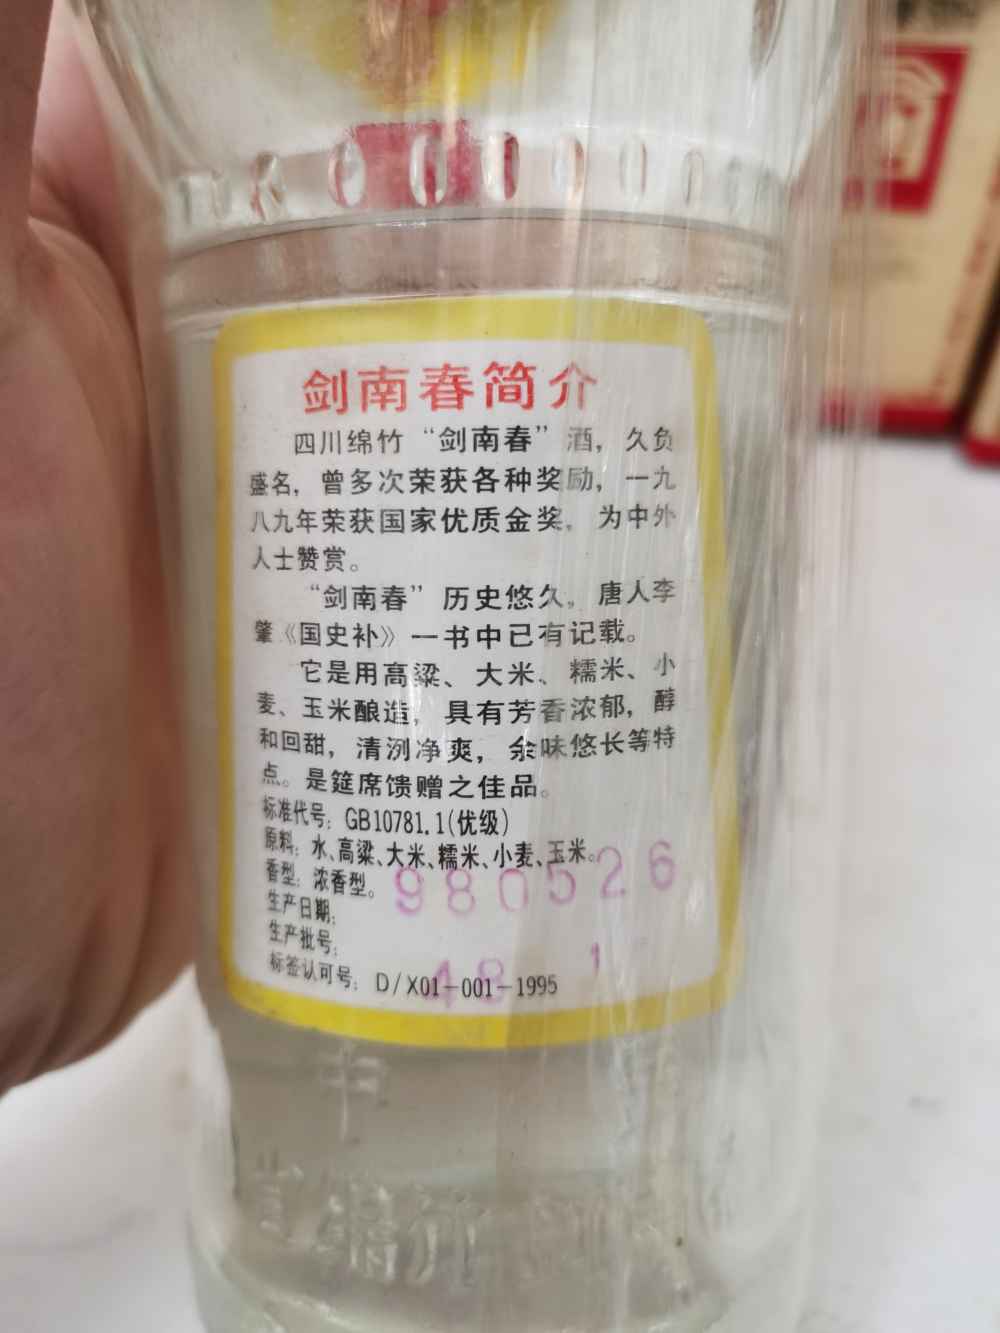 剑南春简介
四川绵竹“剑南春”酒，久负
盛名，曾多次荣获各种奖励，一九
八九年荣获国家优质金奖，为中外
人士赞赏。
“剑南春”历史悠久，唐人李
肇《国史补》一书中已有记载。
它是用高粱、大米、糯米、小
麦、玉米酿造，具有芳香浓郁，醇
和回甜，清洌净爽，余味悠长等特
点。是筵席馈赠之佳品。
标准代号：GB10781.1(优级)
原料：水、高粱、大米、糯米、小麦、玉米。
香型：浓香型。
生产日期：980526
生产批号：48 1
标签认可号：D/X01-001-1995